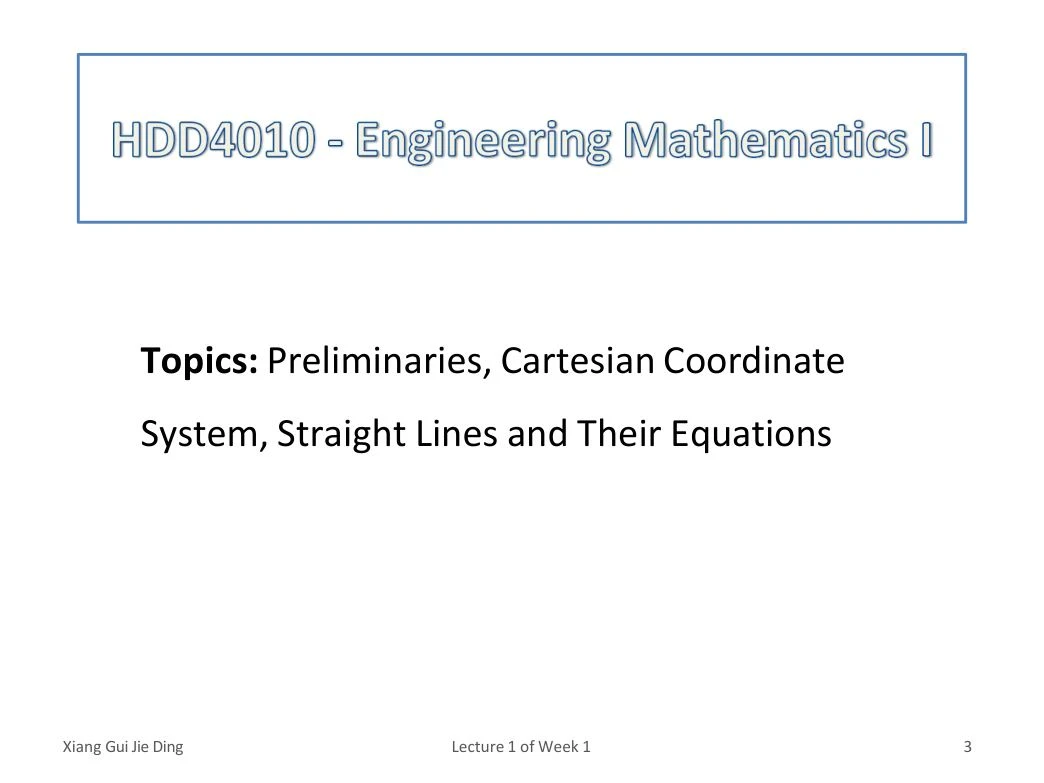 HDD4010 - Engineering Mathematics I
Topics: Preliminaries, Cartesian Coordinate
System, Straight Lines and Their Equations
Xiang Gui Jie Ding
Lecture 1 of Week 1
3